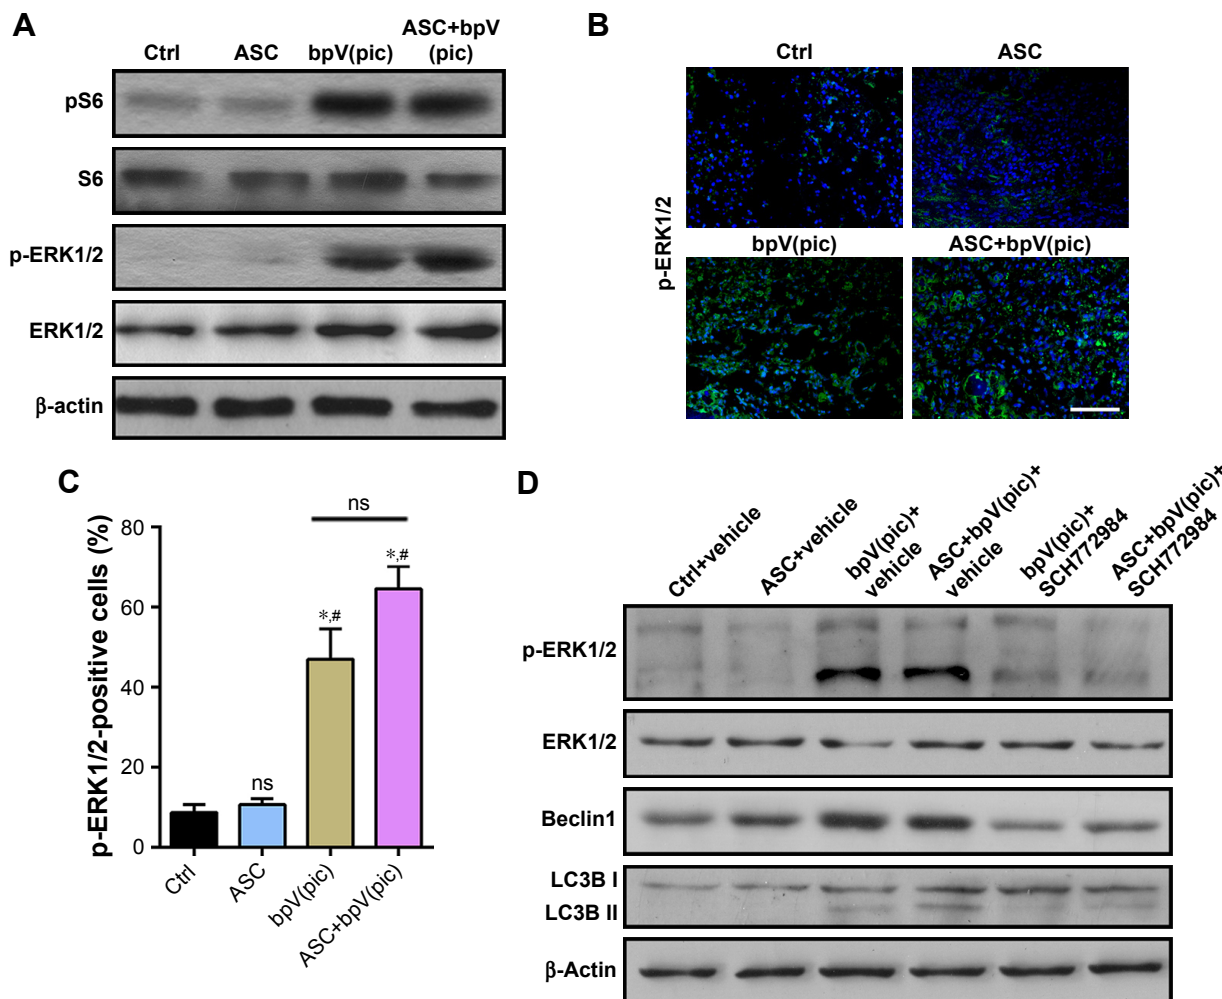 A
Ctrl ASC bpV(pic) ASC+bpV
(pic)
pS6
S6
p-ERK1/2
ERK1/2
β-actin
B
Ctrl ASC
p-ERK1/2
bpV(pic) ASC+bpV(pic)
C
ns
p-ERK1/2-positive cells (%)
80
60
40
20
0
ns
*,#
*,#
Ctrl
ASC
bpV(pic)
ASC+bpV(pic)
D
Ctrl+vehicle
ASC+vehicle
bpV(pic)+
vehicle
ASC+bpV(pic)+
vehicle
bpV(pic)+
SCH772984
ASC+bpV(pic)+
SCH772984
p-ERK1/2
ERK1/2
Beclin1
LC3B I
LC3B II
β-Actin